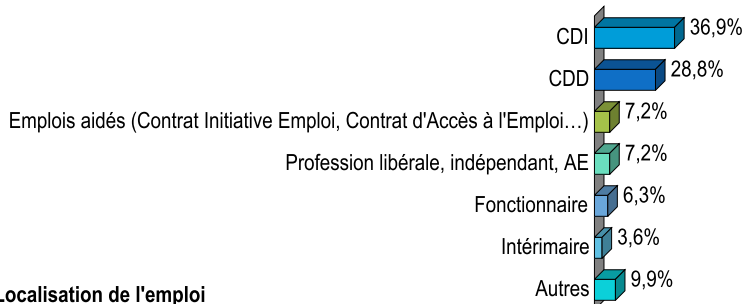 CDI 36,9%
CDD 28,8%
Emplois aidés (Contrat Initiative Emploi, Contrat d'Accès à l'Emploi…) 7,2%
Profession libérale, indépendant, AE 7,2%
Fonctionnaire 6,3%
Intérimaire 3,6%
Autres 9,9%
Localisation de l'emploi